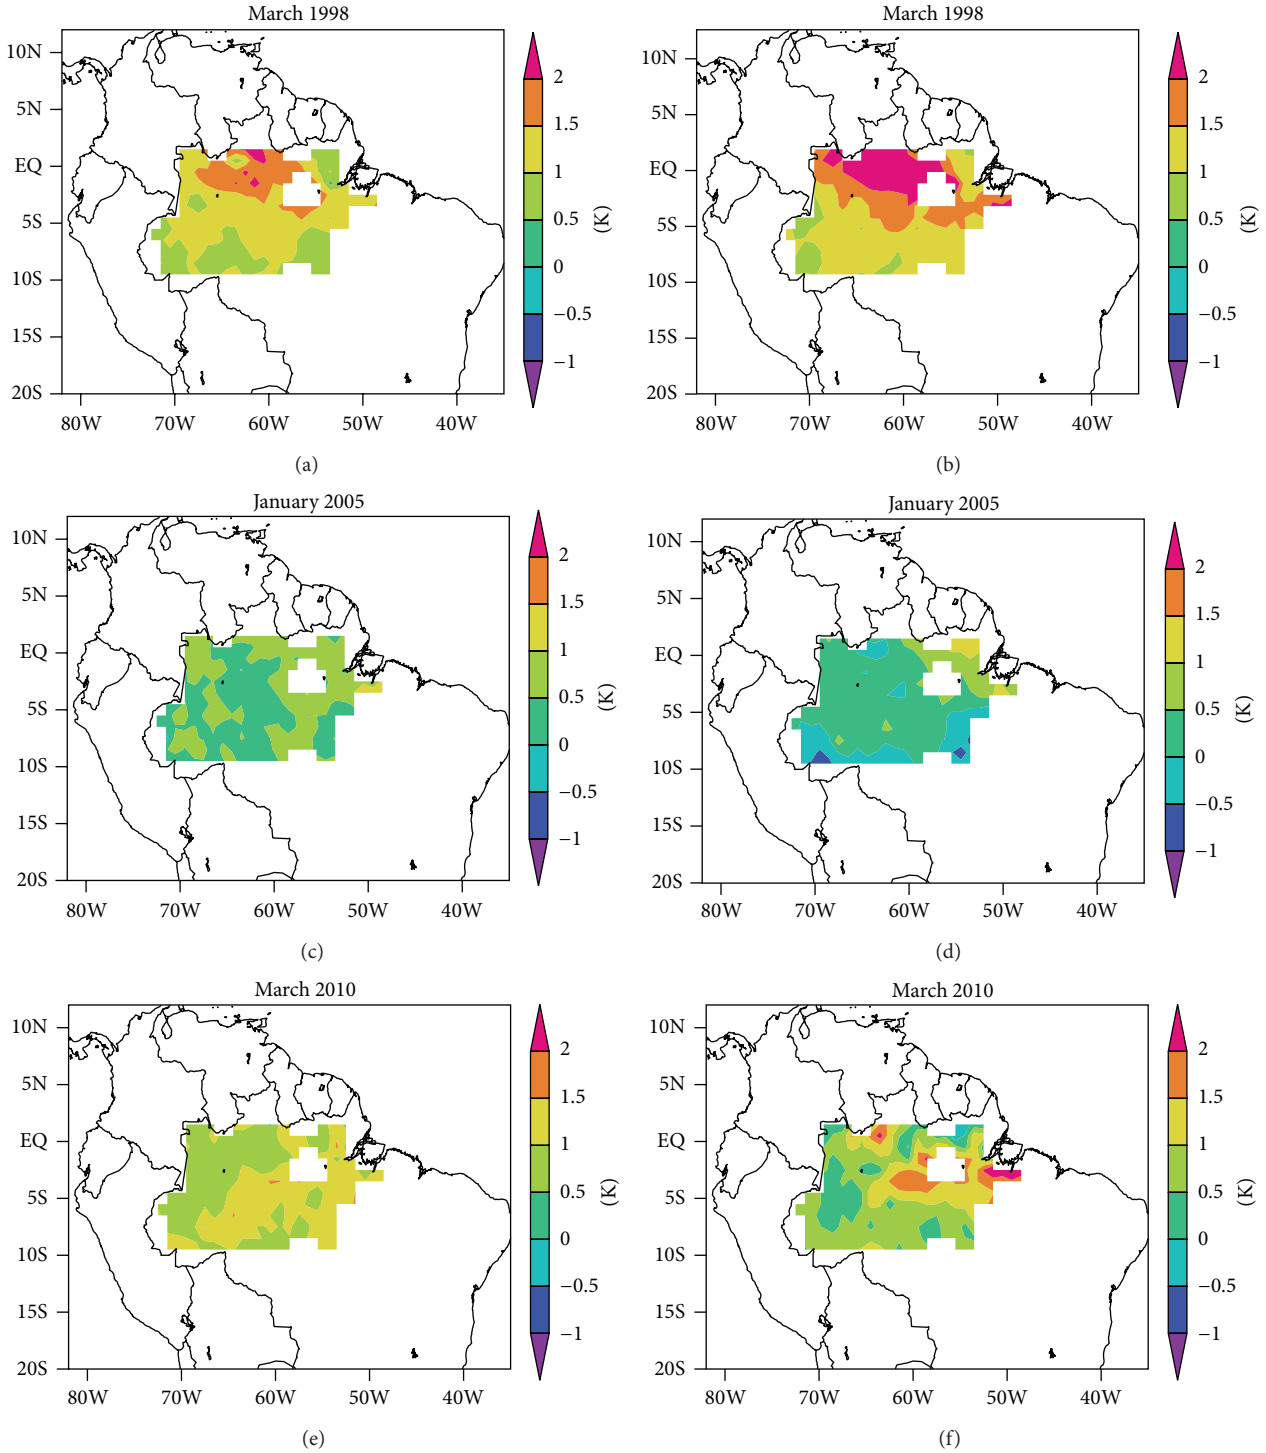 March 1998
10N
5N
EQ
5S
10S
15S
20S
80W 70W 60W 50W 40W
2
1.5
1
0.5
0
−0.5
−1
(K)
(a)
March 1998
10N
5N
EQ
5S
10S
15S
20S
80W 70W 60W 50W 40W
2
1.5
1
0.5
0
−0.5
−1
(K)
(b)
January 2005
10N
5N
EQ
5S
10S
15S
20S
80W 70W 60W 50W 40W
2
1.5
1
0.5
0
−0.5
−1
(K)
(c)
January 2005
10N
5N
EQ
5S
10S
15S
20S
80W 70W 60W 50W 40W
2
1.5
1
0.5
0
−0.5
−1
(K)
(d)
March 2010
10N
5N
EQ
5S
10S
15S
20S
80W 70W 60W 50W 40W
2
1.5
1
0.5
0
−0.5
−1
(K)
(e)
March 2010
10N
5N
EQ
5S
10S
15S
20S
80W 70W 60W 50W 40W
2
1.5
1
0.5
0
−0.5
−1
(K)
(f)